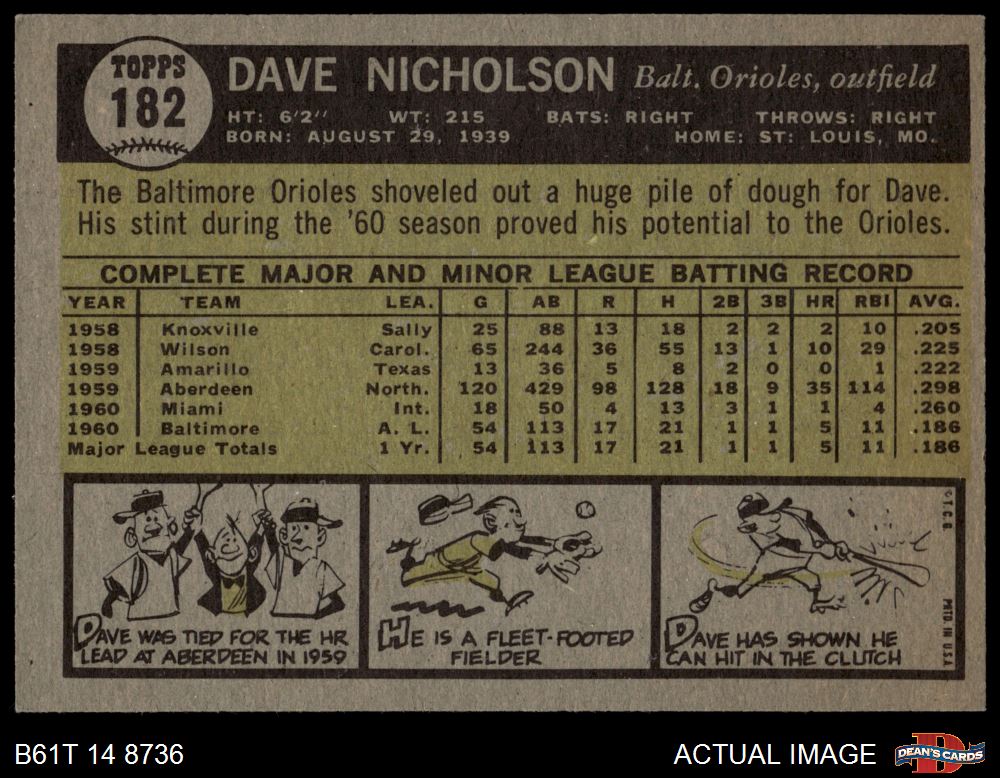 TOPPS
182
DAVE NICHOLSON Balt. Orioles, outfield
HT: 6'2" WT: 215 BATS: RIGHT THROWS: RIGHT
BORN: AUGUST 29, 1939 HOME: ST. LOUIS, MO.
The Baltimore Orioles shoveled out a huge pile of dough for Dave.
His stint during the '60 season proved his potential to the Orioles.
COMPLETE MAJOR AND MINOR LEAGUE BATTING RECORD
YEAR TEAM LEA. G AB R H 2B 3B HR RBI AVG.
1958 Knoxville Sally 25 88 13 18 2 2 2 10 .205
1958 Wilson Carol. 65 244 36 55 13 1 10 29 .225
1959 Amarillo Texas 13 36 5 8 2 0 0 1 .222
1959 Aberdeen North. 120 429 98 128 18 9 35 114 .298
1960 Miami Int. 18 50 4 13 3 1 1 4 .260
1960 Baltimore A. L. 54 113 17 21 1 1 5 11 .186
Major League Totals 1 Yr. 54 113 17 21 1 1 5 11 .186
DAVE WAS TIED FOR THE HR
LEAD AT ABERDEEN IN 1959
HE IS A FLEET-FOOTED
FIELDER
DAVE HAS SHOWN HE
CAN HIT IN THE CLUTCH
©T.C.G.
PRTD. IN U.S.A.
B61T 14 8736
ACTUAL IMAGE
DEAN'S CARDS